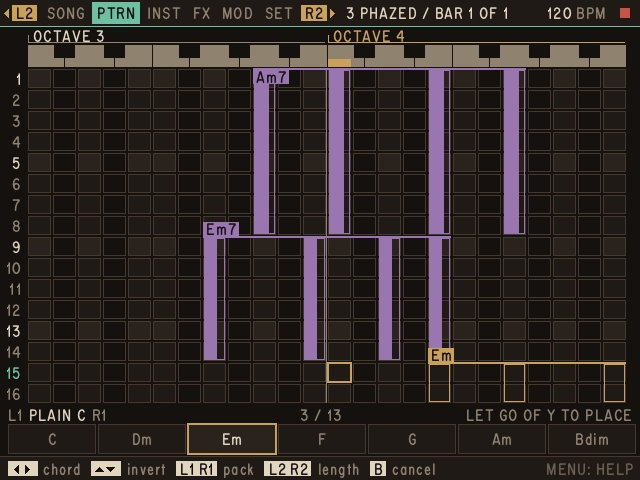 L2 SONG PTRN INST FX MOD SET R2 3 PHAZED / BAR 1 OF 1 120 BPM
OCTAVE 3 OCTAVE 4
1 Am7
2
3
4
5
6
7
8 Em7
9
10
11
12
13
14 Em
15
16
L1 PLAIN C R1 3 / 13 LET GO OF Y TO PLACE
C Dm Em F G Am Bdim
chord invert L1 R1 pack L2 R2 length B cancel MENU: HELP